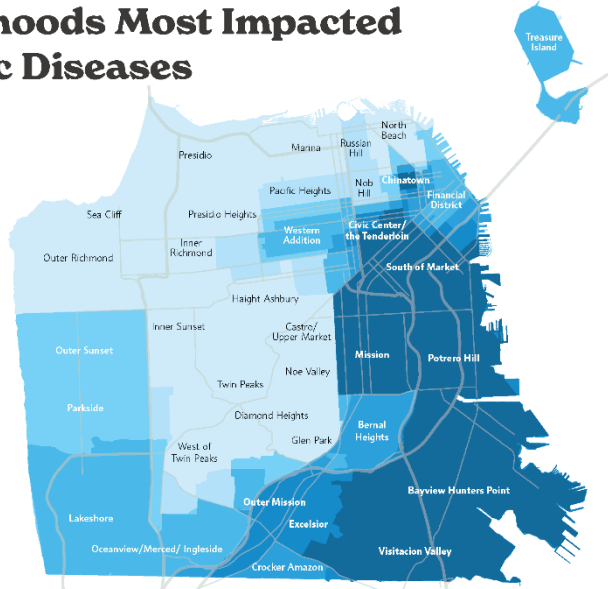 hoods Most Impacted
c Diseases
Treasure
Island
North
Beach
Russian
Hill
Marina
Presidio
Chinatown
Nob
Hill
Pacific Heights
Financial
District
Sea Cliff
Presidio Heights
Civic Center/
the Tenderloin
Western
Addition
Inner
Richmond
Outer Richmond
South of Market
Haight Ashbury
Inner Sunset
Castro/
Upper Market
Outer Sunset
Mission
Potrero Hill
Noe Valley
Twin Peaks
Parkside
Diamond Heights
Bernal
Heights
Glen Park
West of
Twin Peaks
Bayview Hunters Point
Outer Mission
Lakeshore
Excelsior
Oceanview/Merced/ Ingleside
Visitacion Valley
Crocker Amazon